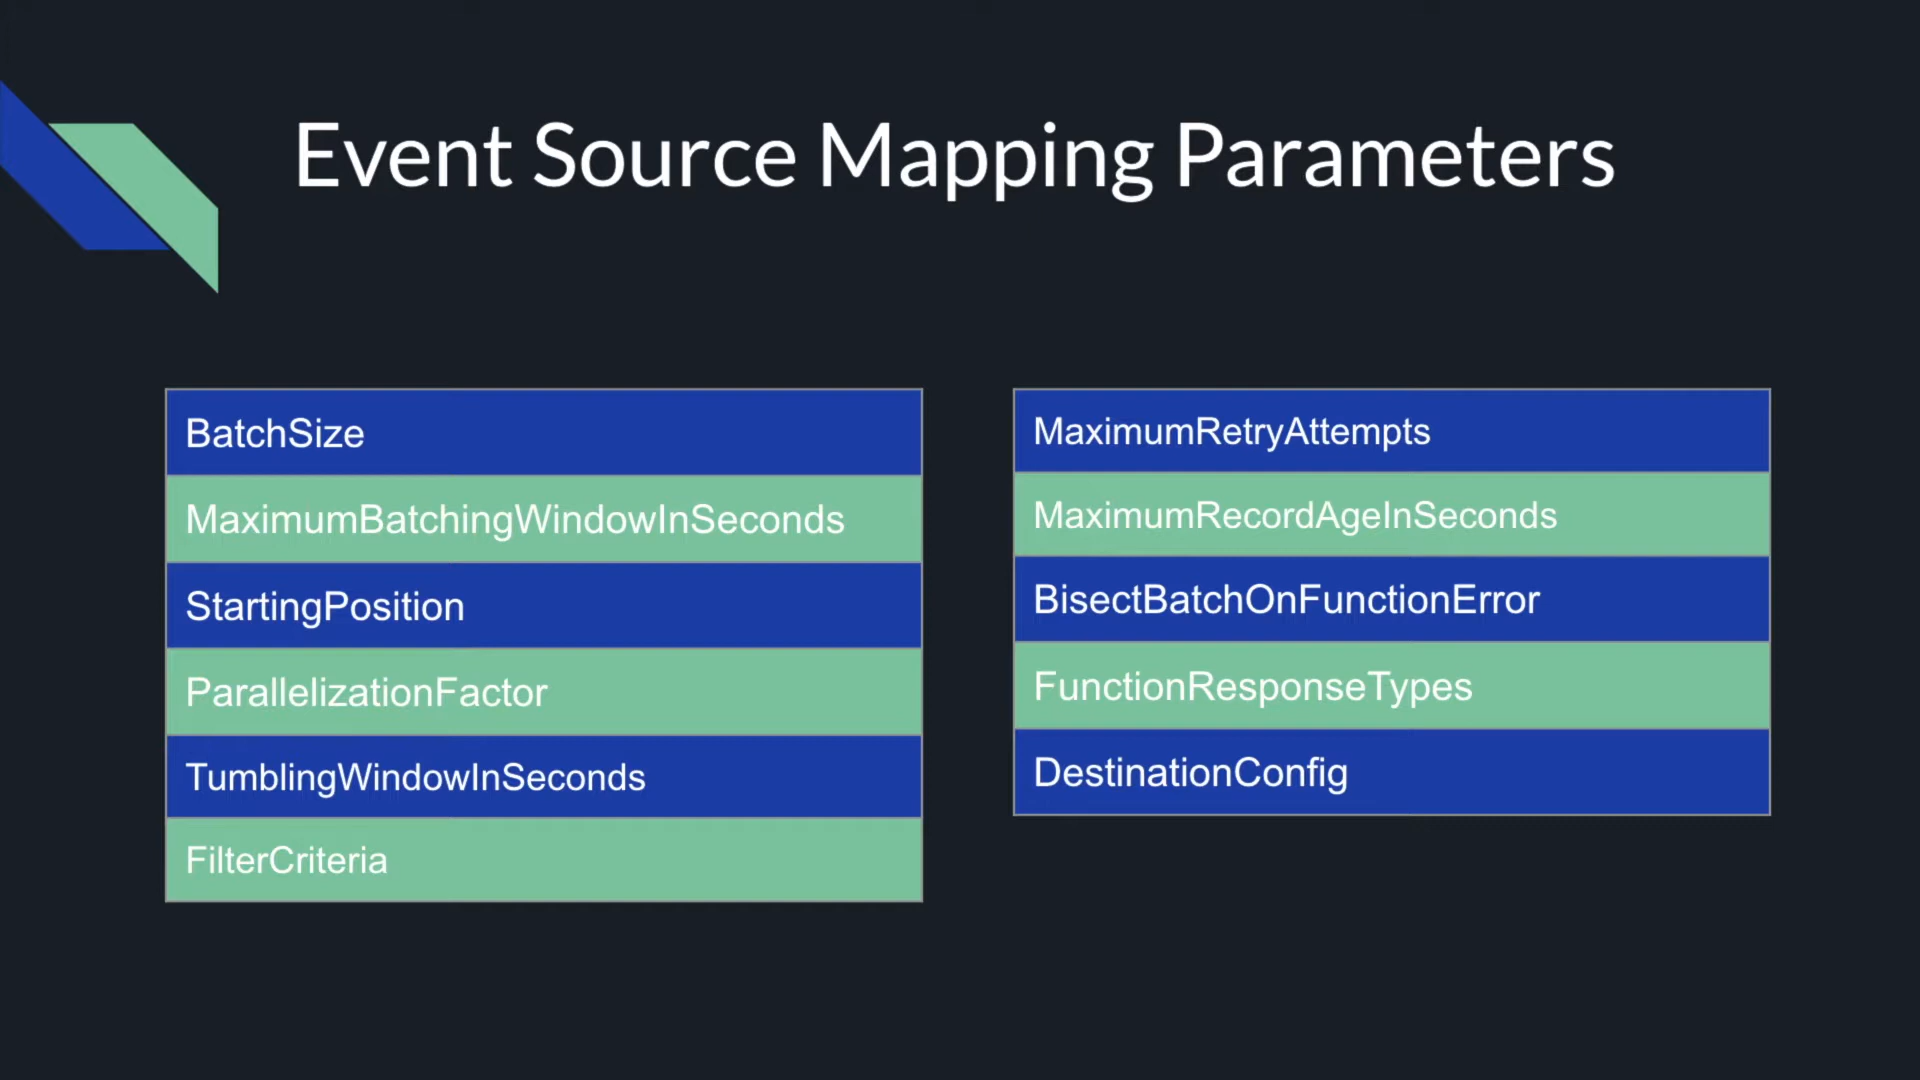 Event Source Mapping Parameters
BatchSize
MaximumBatchingWindowInSeconds
StartingPosition
ParallelizationFactor
TumblingWindowInSeconds
FilterCriteria
MaximumRetryAttempts
MaximumRecordAgeInSeconds
BisectBatchOnFunctionError
FunctionResponseTypes
DestinationConfig